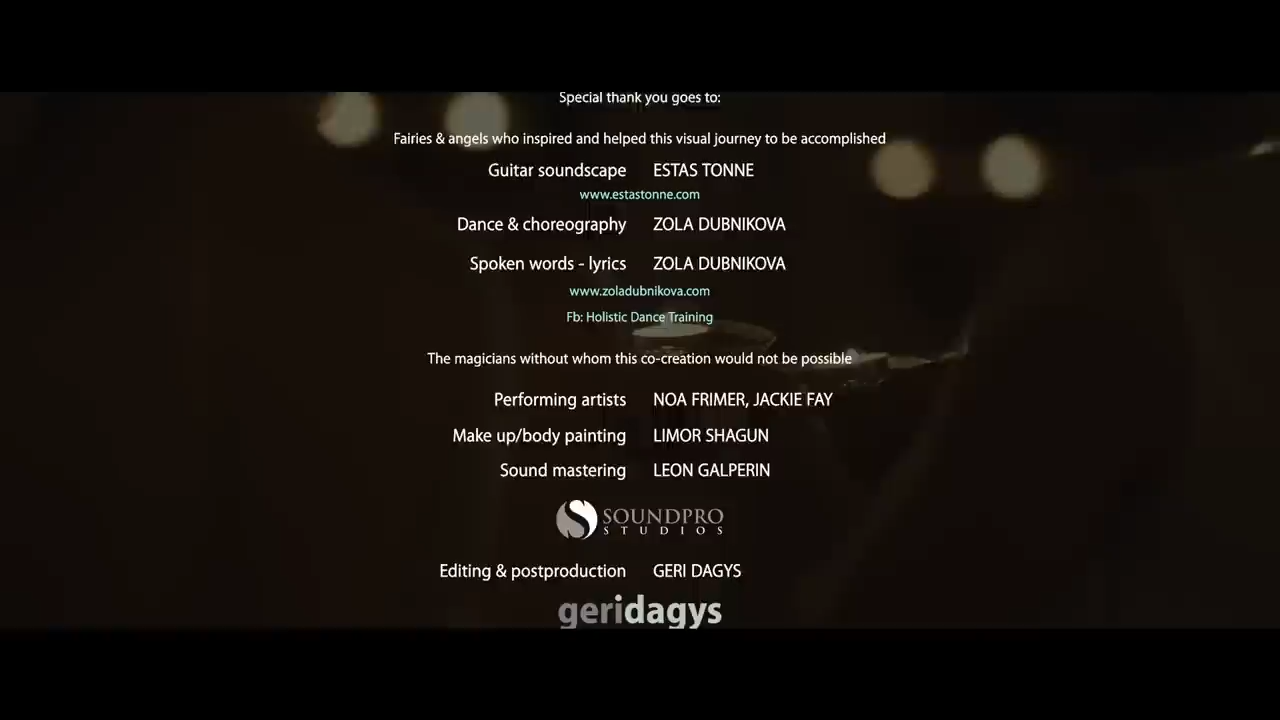 Special thank you goes to:
Fairies & angels who inspired and helped this visual journey to be accomplished
Guitar soundscape ESTAS TONNE
www.estastonne.com
Dance & choreography ZOLA DUBNIKOVA
Spoken words - lyrics ZOLA DUBNIKOVA
www.zoladubnikova.com
Fb: Holistic Dance Training
The magicians without whom this co-creation would not be possible
Performing artists NOA FRIMER, JACKIE FAY
Make up/body painting LIMOR SHAGUN
Sound mastering LEON GALPERIN
SOUNDPRO
STUDIOS
Editing & postproduction GERI DAGYS
geridagys